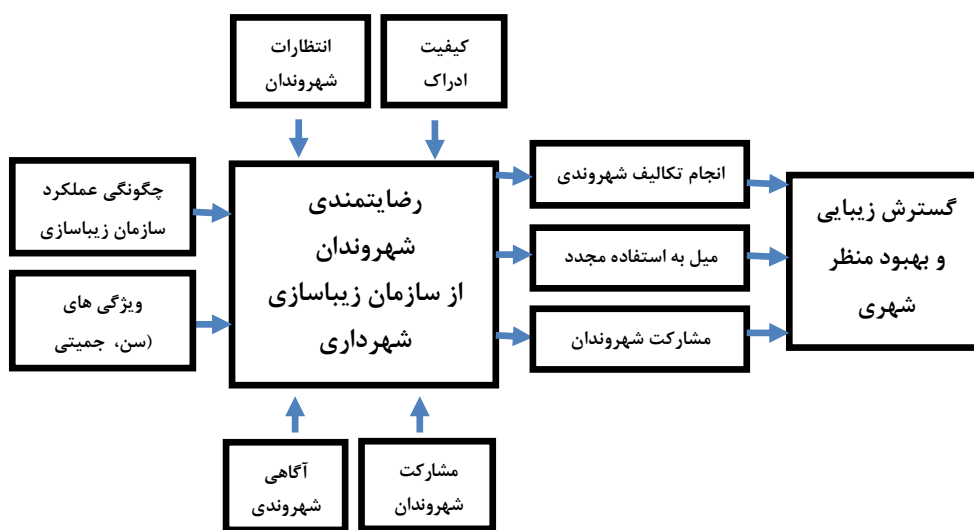 انتظارات
شهروندان
کیفیت
ادراک
چگونگی عملکرد
سازمان زیباسازی
ویژگی های
(سن، جمیتی
رضایتمندی
شهروندان
از سازمان زیباسازی
شهرداری
انجام تکالیف شهروندی
میل به استفاده مجدد
مشارکت شهروندان
گسترش زیبایی
و بهبود منظر
شهری
آگاهی
شهروندی
مشارکت
شهروندان